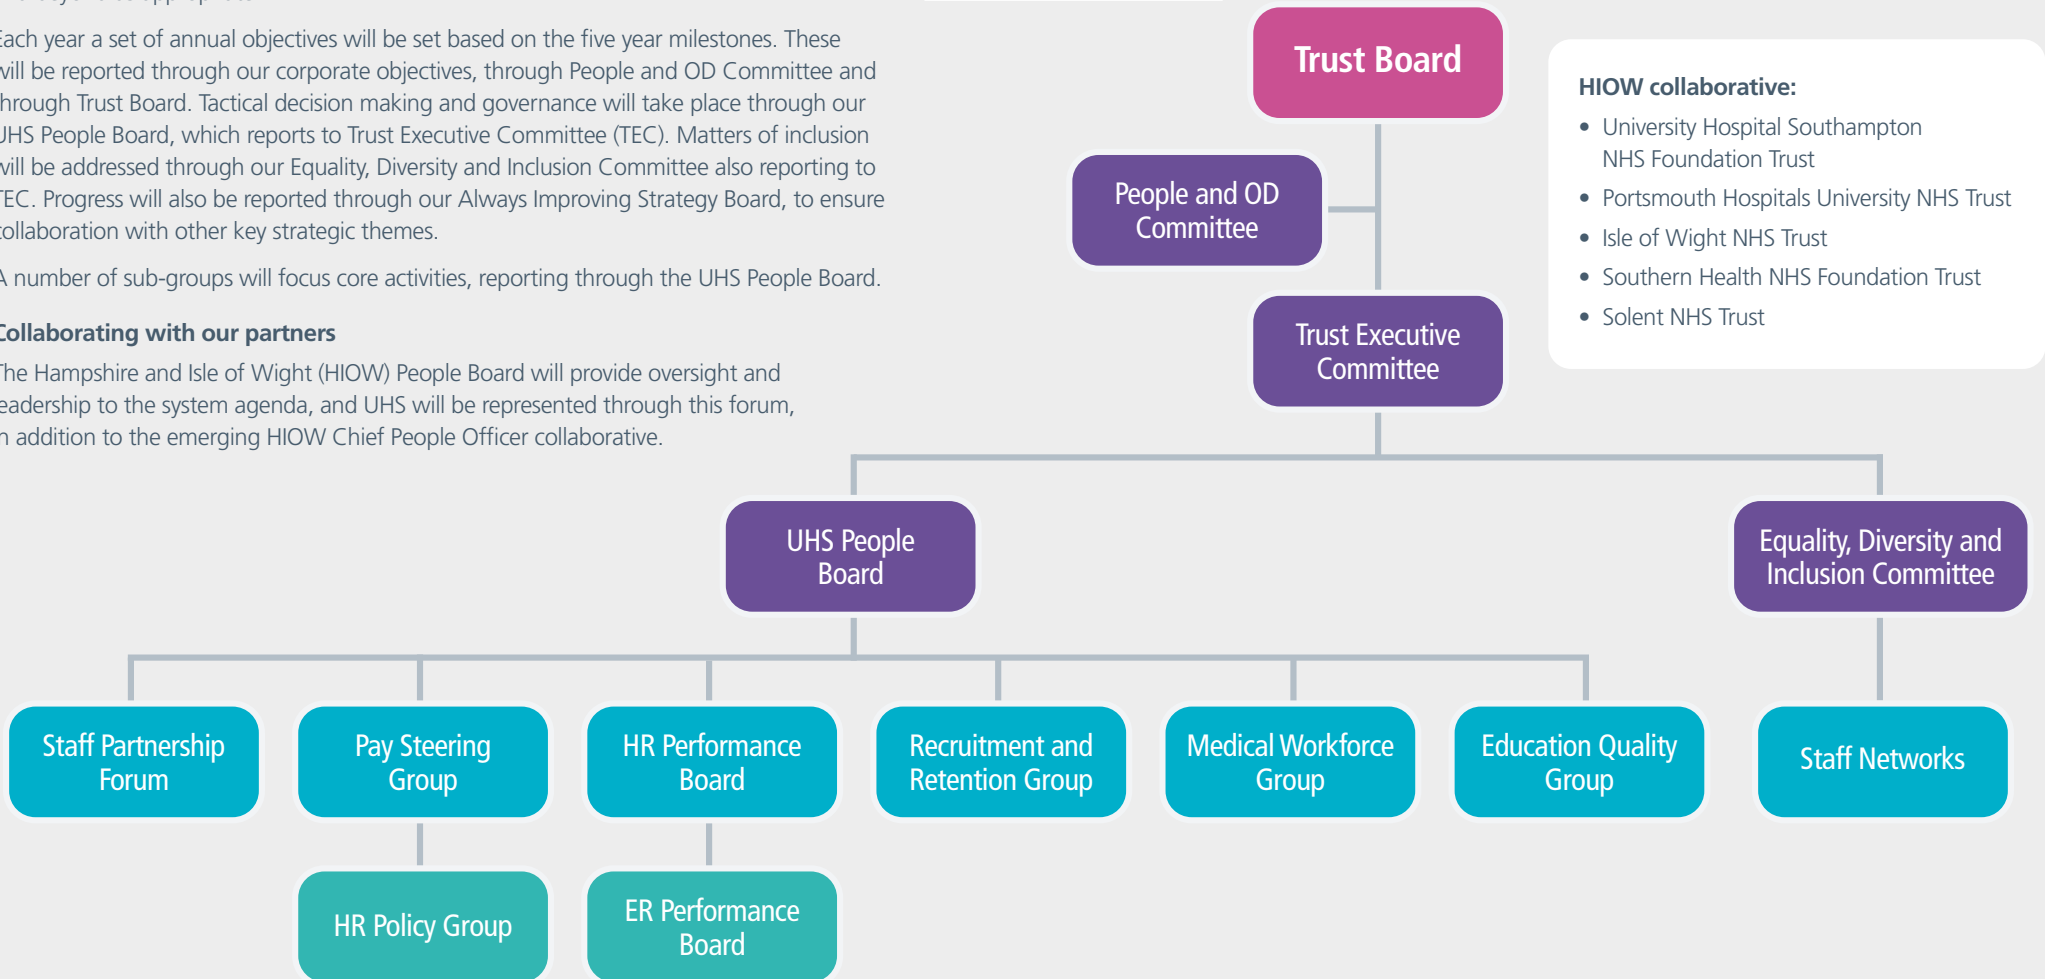 Each year a set of annual objectives will be set based on the five year milestones. These
will be reported through our corporate objectives, through People and OD Committee and
through Trust Board. Tactical decision making and governance will take place through our
UHS People Board, which reports to Trust Executive Committee (TEC). Matters of inclusion
will be addressed through our Equality, Diversity and Inclusion Committee also reporting to
TEC. Progress will also be reported through our Always Improving Strategy Board, to ensure
collaboration with other key strategic themes.
A number of sub-groups will focus core activities, reporting through the UHS People Board.
Collaborating with our partners
The Hampshire and Isle of Wight (HIOW) People Board will provide oversight and
leadership to the system agenda, and UHS will be represented through this forum,
in addition to the emerging HIOW Chief People Officer collaborative.
Trust Board
HIOW collaborative:
• University Hospital Southampton
NHS Foundation Trust
• Portsmouth Hospitals University NHS Trust
• Isle of Wight NHS Trust
• Southern Health NHS Foundation Trust
• Solent NHS Trust
People and OD
Committee
Trust Executive
Committee
UHS People
Board
Equality, Diversity and
Inclusion Committee
Staff Partnership
Forum
Pay Steering
Group
HR Performance
Board
Recruitment and
Retention Group
Medical Workforce
Group
Education Quality
Group
Staff Networks
HR Policy Group
ER Performance
Board